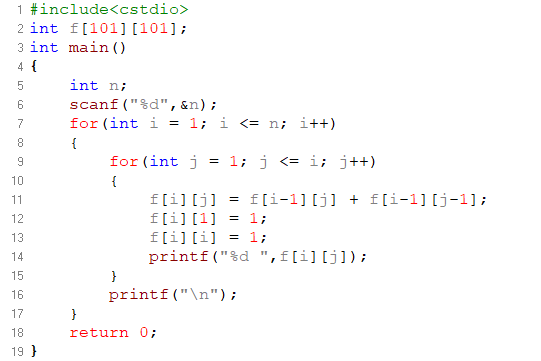 1 #include<cstdio>
2 int f[101][101];
3 int main()
4 {
5     int n;
6     scanf("%d",&n);
7     for(int i = 1; i <= n; i++)
8     {
9         for(int j = 1; j <= i; j++)
10         {
11             f[i][j] = f[i-1][j] + f[i-1][j-1];
12             f[i][1] = 1;
13             f[i][i] = 1;
14             printf("%d ",f[i][j]);
15         }
16         printf("\n");
17     }
18     return 0;
19 }